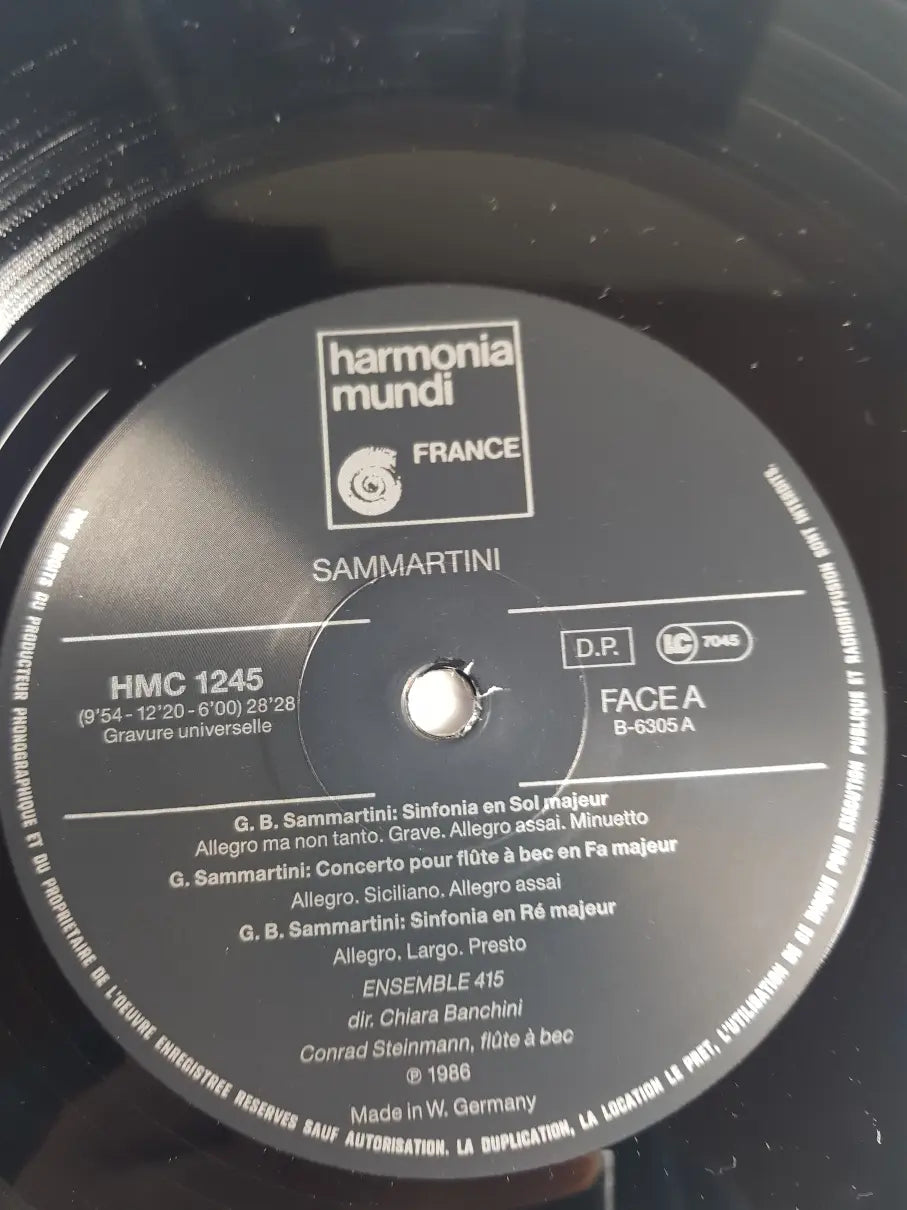 harmonia
mundi
FRANCE
SAMMARTINI
HMC 1245
(9'54 - 12'20 - 6'00) 28'28
Gravure universelle
D.P.
LC 7045
FACE A
B-6305 A
G. B. Sammartini: Sinfonia en Sol majeur
Allegro ma non tanto. Grave. Allegro assai. Minuetto
G. Sammartini: Concerto pour flûte à bec en Fa majeur
Allegro. Siciliano. Allegro assai
G. B. Sammartini: Sinfonia en Ré majeur
Allegro. Largo. Presto
ENSEMBLE 415
dir. Chiara Banchini
Conrad Steinmann, flûte à bec
℗ 1986
Made in W. Germany
TOUS DROITS DU PRODUCTEUR PHONOGRAPHIQUE ET DU PROPRIETAIRE DE L'OEUVRE ENREGISTREE RESERVES SAUF AUTORISATION. LA DUPLICATION, LA LOCATION LE PRET, L'UTILISATION DE CE DISQUE POUR EXECUTION PUBLIQUE ET RADIODIFFUSION SONT INTERDITS.